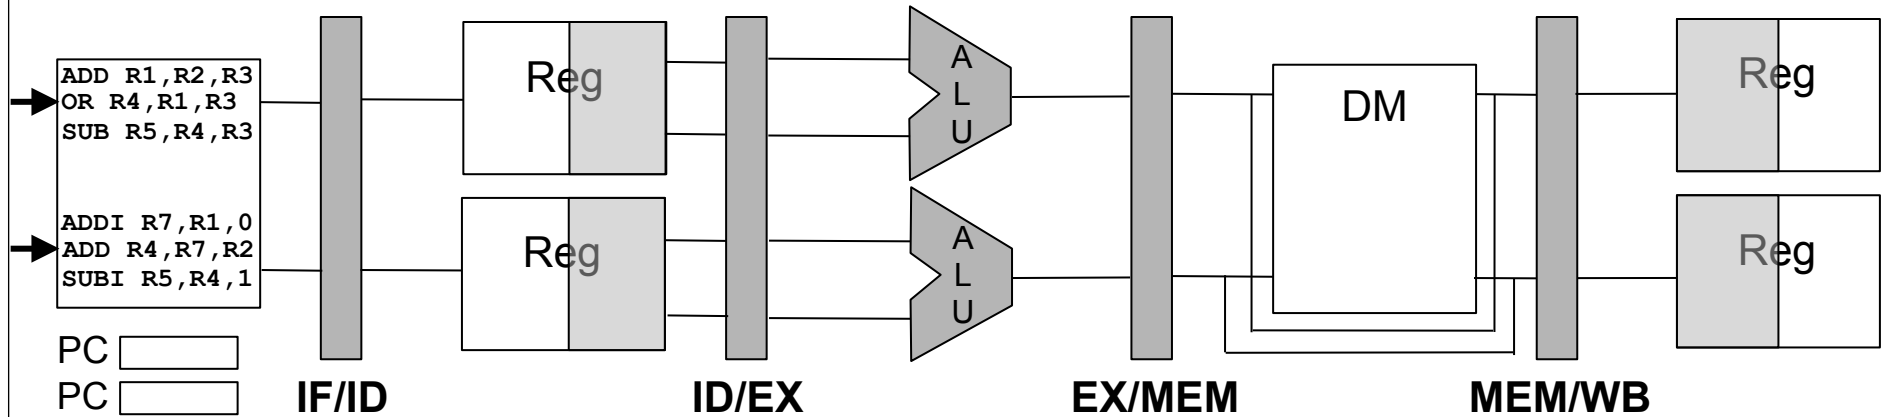 ADD R1,R2,R3
OR R4,R1,R3
SUB R5,R4,R3
ADDI R7,R1,0
ADD R4,R7,R2
SUBI R5,R4,1
PC
PC
IF/ID
Reg
Reg
ID/EX
A
L
U
A
L
U
EX/MEM
DM
MEM/WB
Reg
Reg